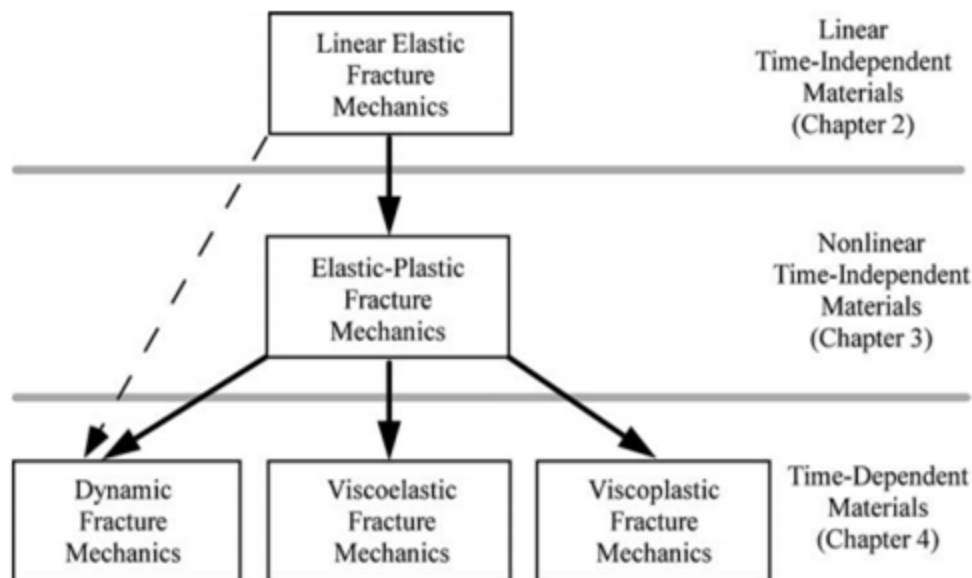 Linear Elastic
Fracture
Mechanics
Linear
Time-Independent
Materials
(Chapter 2)
Elastic-Plastic
Fracture
Mechanics
Nonlinear
Time-Independent
Materials
(Chapter 3)
Dynamic
Fracture
Mechanics
Viscoelastic
Fracture
Mechanics
Viscoplastic
Fracture
Mechanics
Time-Dependent
Materials
(Chapter 4)